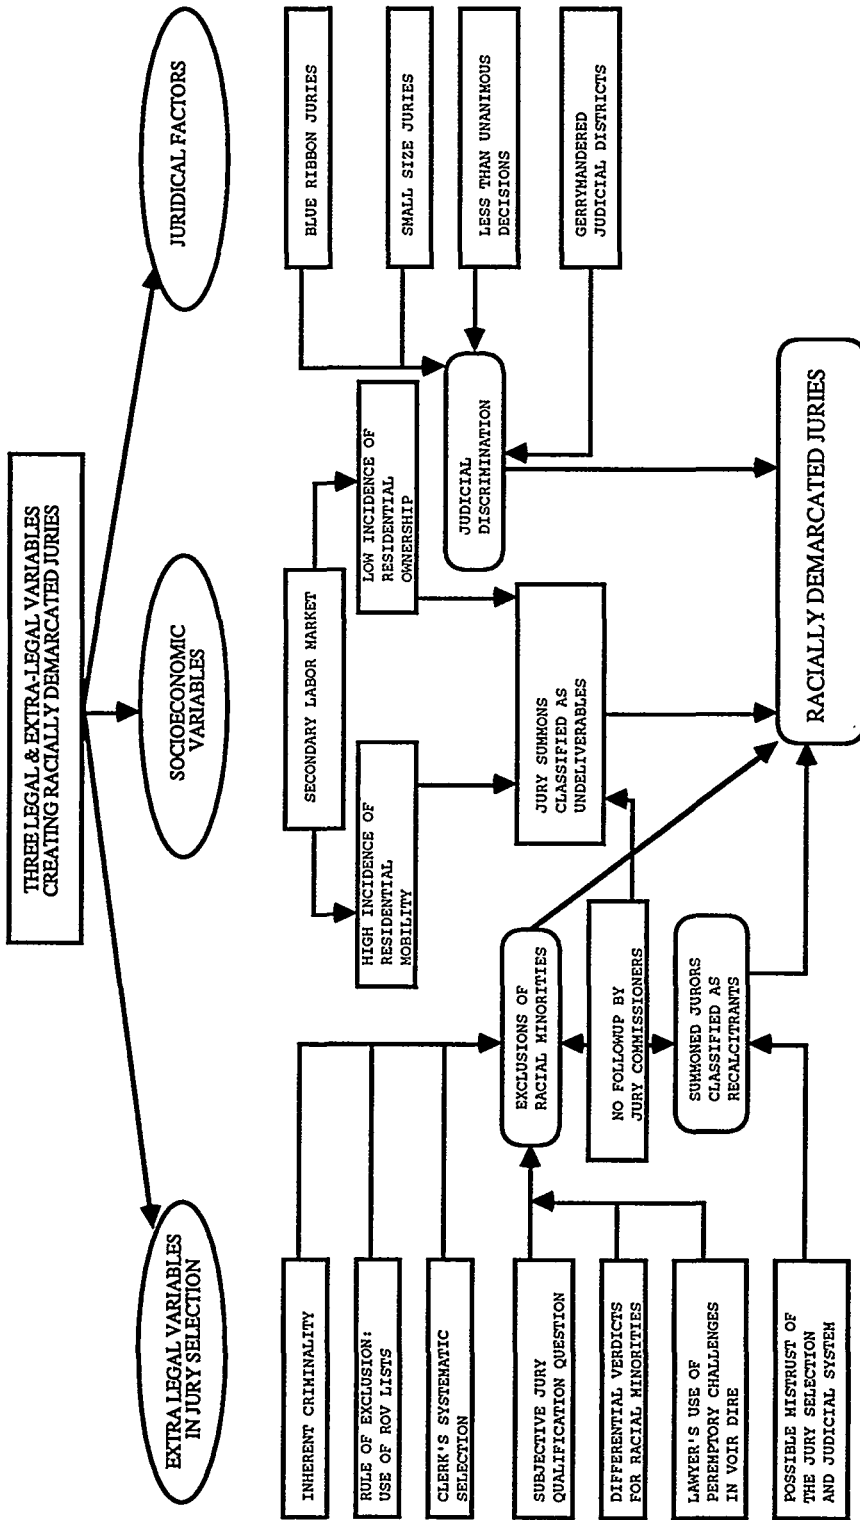 THREE LEGAL & EXTRA-LEGAL VARIABLES
CREATING RACIALLY DEMARCATED JURIES
EXTRA LEGAL VARIABLES
IN JURY SELECTION
SOCIOECONOMIC
VARIABLES
JURIDICAL FACTORS
INHERENT CRIMINALITY
RULE OF EXCLUSION:
USE OF ROV LISTS
CLERK'S SYSTEMATIC
SELECTION
SUBJECTIVE JURY
QUALIFICATION QUESTION
DIFFERENTIAL VERDICTS
FOR RACIAL MINORITIES
LAWYER'S USE OF
PEREMPTORY CHALLENGES
IN VOIR DIRE
POSSIBLE MISTRUST OF
THE JURY SELECTION
AND JUDICIAL SYSTEM
EXCLUSIONS OF
RACIAL MINORITIES
NO FOLLOWUP BY
JURY COMMISSIONERS
SUMMONED JURORS
CLASSIFIED AS
RECALCITRANTS
SECONDARY LABOR MARKET
HIGH INCIDENCE OF
RESIDENTIAL
MOBILITY
LOW INCIDENCE OF
RESIDENTIAL
OWNERSHIP
JURY SUMMONS
CLASSIFIED AS
UNDELIVERABLES
BLUE RIBBON JURIES
SMALL SIZE JURIES
LESS THAN UNANIMOUS
DECISIONS
GERRYMANDERED
JUDICIAL DISTRICTS
JUDICIAL
DISCRIMINATION
RACIALLY DEMARCATED JURIES